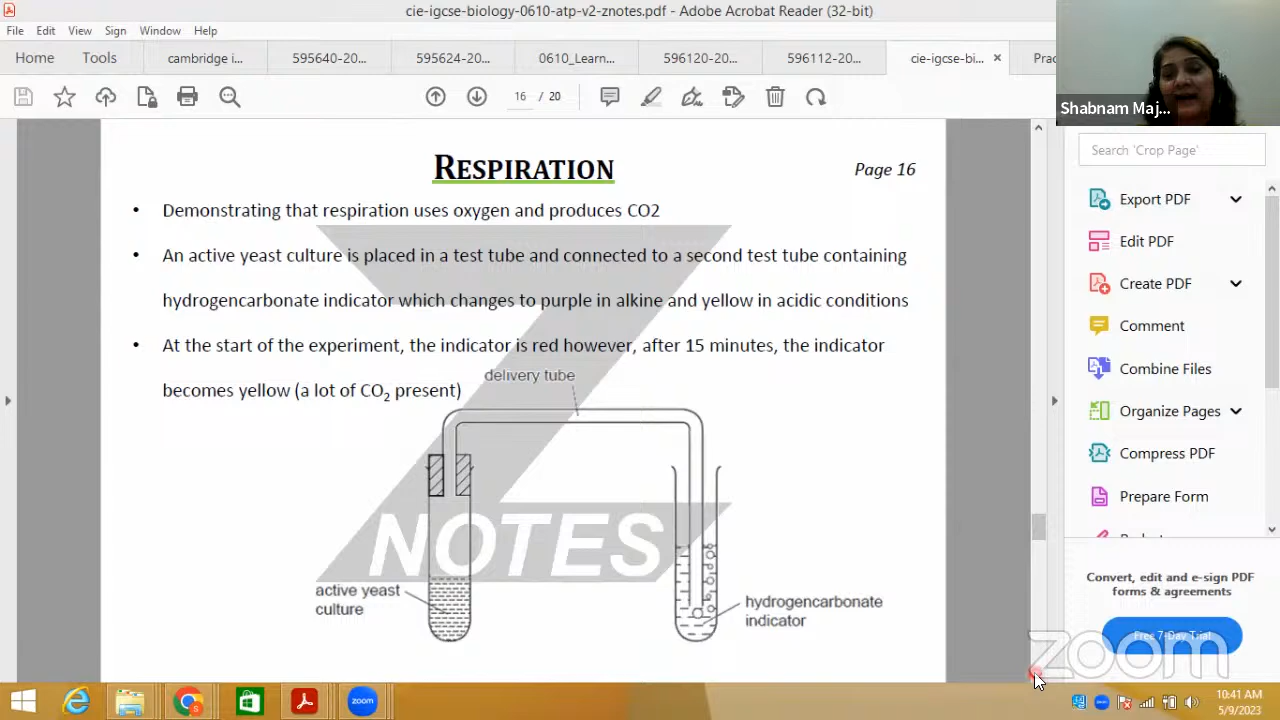 cie-igcse-biology-0610-atp-v2-znotes.pdf - Adobe Acrobat Reader (32-bit)
File Edit View Sign Window Help
Home Tools cambridge i... 595640-20... 595624-20... 0610_Learn... 596120-20... 596112-20... cie-igcse-bi... ×
16 / 20
Shabnam Maj...
Search 'Crop Page'
RESPIRATION
Page 16
• Demonstrating that respiration uses oxygen and produces CO2
• An active yeast culture is placed in a test tube and connected to a second test tube containing
hydrogencarbonate indicator which changes to purple in alkine and yellow in acidic conditions
• At the start of the experiment, the indicator is red however, after 15 minutes, the indicator
becomes yellow (a lot of CO₂ present)
delivery tube
NOTES
active yeast
culture
hydrogencarbonate
indicator
Export PDF
Edit PDF
Create PDF
Comment
Combine Files
Organize Pages
Compress PDF
Prepare Form
Convert, edit and e-sign PDF
forms & agreements
Free 7-Day Trial
zoom
zoom
10:41 AM
5/9/2023